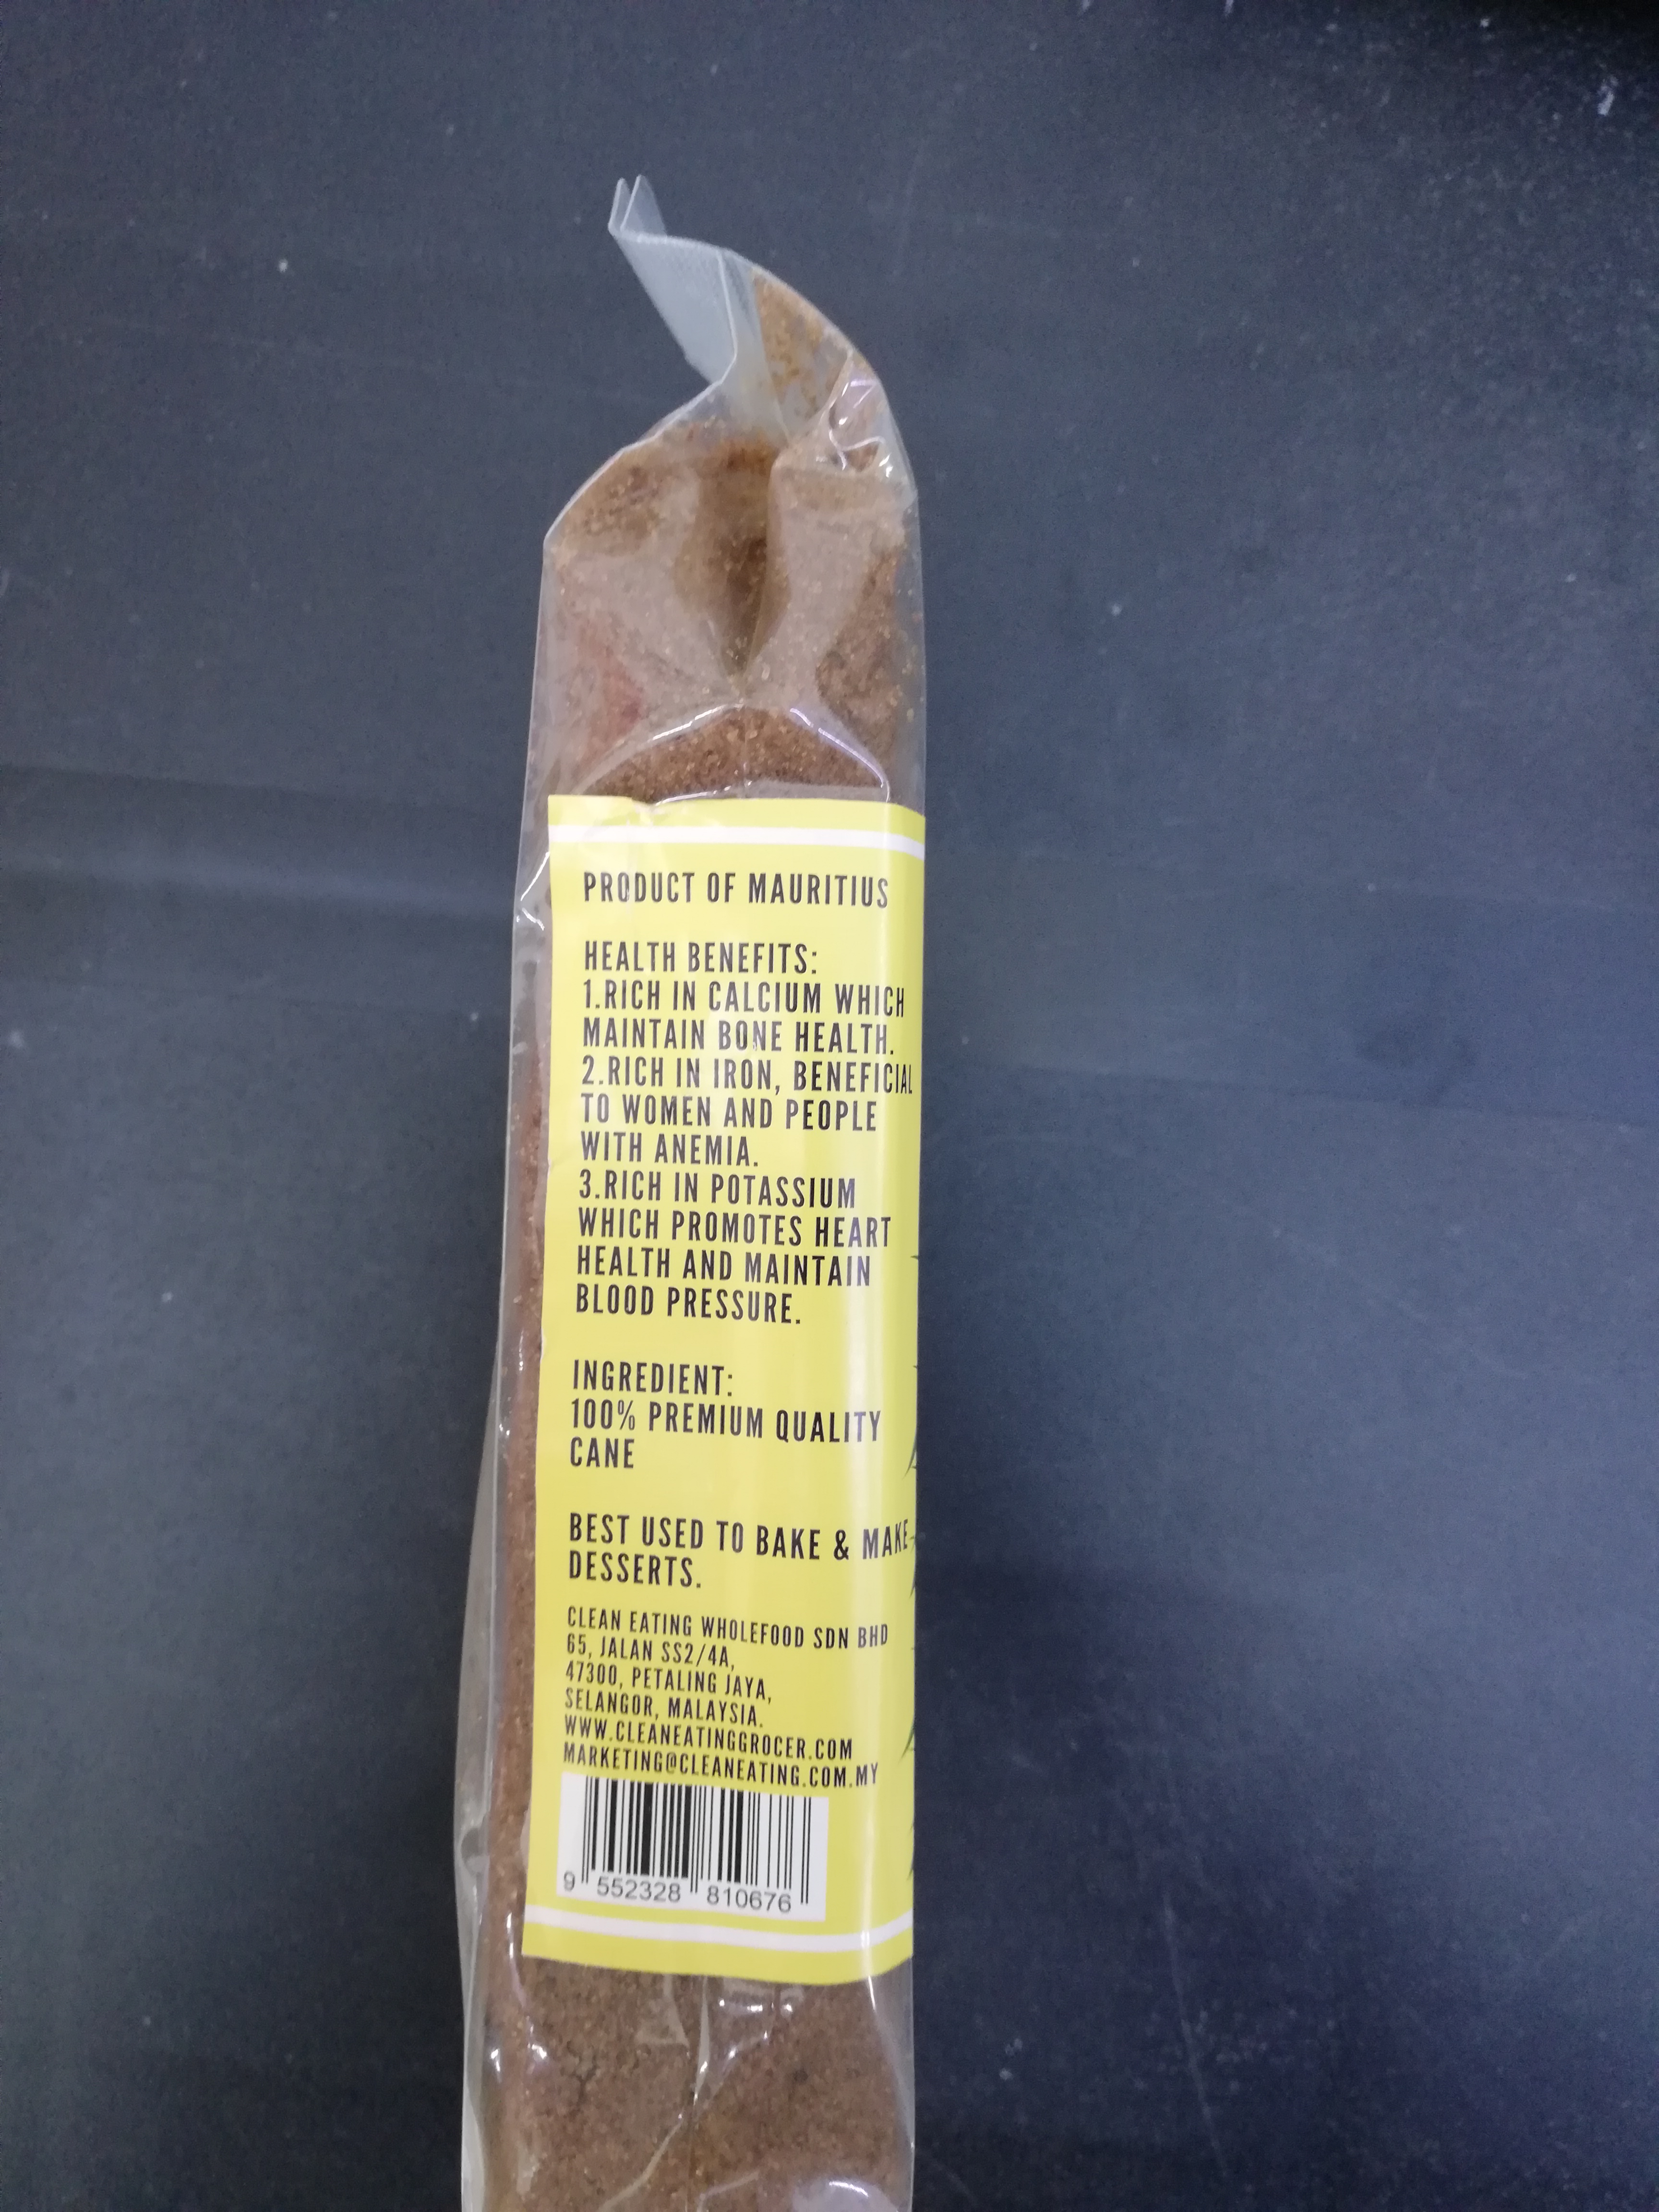 PRODUCT OF MAURITIUS
HEALTH BENEFITS:
1.RICH IN CALCIUM WHICH
MAINTAIN BONE HEALTH.
2.RICH IN IRON, BENEFICIAL
TO WOMEN AND PEOPLE
WITH ANEMIA.
3.RICH IN POTASSIUM
WHICH PROMOTES HEART
HEALTH AND MAINTAIN
BLOOD PRESSURE.
INGREDIENT:
100% PREMIUM QUALITY
CANE
BEST USED TO BAKE & MAKE
DESSERTS.
CLEAN EATING WHOLEFOOD SDN BHD
65, JALAN SS2/4A,
47300, PETALING JAYA,
SELANGOR, MALAYSIA.
WWW.CLEANEATINGGROCER.COM
MARKETING@CLEANEATING.COM.MY
9 552328 810676